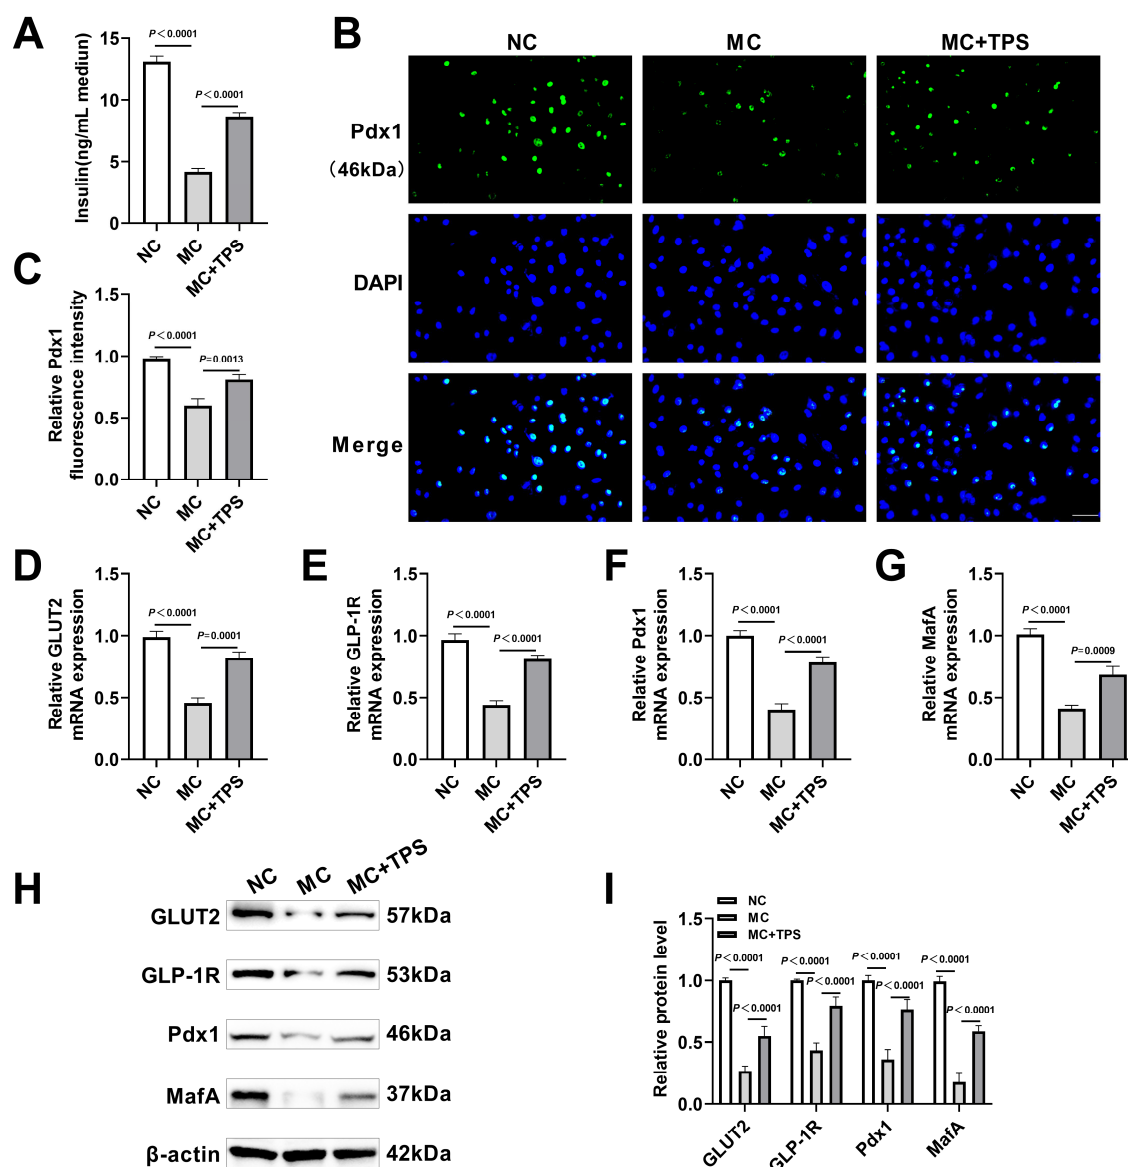 A
Insulin(ng/mL mediun)
15
10
5
0
P<0.0001
P<0.0001
NC
MC
MC+TPS
B
NC
MC
MC+TPS
Pdx1
(46kDa)
DAPI
Merge
C
Relative Pdx1
fluorescence intensity
1.5
1.0
0.5
0.0
P<0.0001
P=0.0013
NC
MC
MC+TPS
D
Relative GLUT2
mRNA expression
1.5
1.0
0.5
0.0
P<0.0001
P=0.0001
NC
MC
MC+TPS
E
Relative GLP-1R
mRNA expression
1.5
1.0
0.5
0.0
P<0.0001
P<0.0001
NC
MC
MC+TPS
F
Relative Pdx1
mRNA expression
1.5
1.0
0.5
0.0
P<0.0001
P<0.0001
NC
MC
MC+TPS
G
Relative MafA
mRNA expression
1.5
1.0
0.5
0.0
P<0.0001
P=0.0009
NC
MC
MC+TPS
H
NC
MC
MC+TPS
GLUT2 57kDa
GLP-1R 53kDa
Pdx1 46kDa
MafA 37kDa
β-actin 42kDa
I
NC
MC
MC+TPS
Relative protein level
1.5
1.0
0.5
0.0
P<0.0001
P<0.0001
P<0.0001
P<0.0001
P<0.0001
P<0.0001
P<0.0001
P<0.0001
GLUT2
GLP-1R
Pdx1
MafA